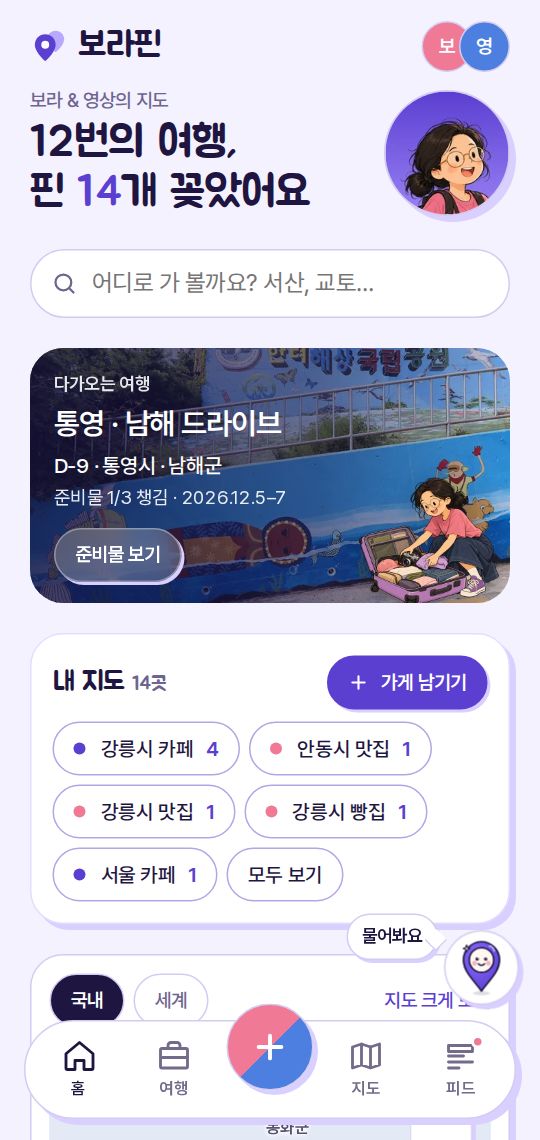 보라핀
보 영
보라 & 영상의 지도
12번의 여행,
핀 14개 꽂았어요
어디로 가 볼까요? 서산, 교토...
다가오는 여행
통영 · 남해 드라이브
D-9 · 통영시 · 남해군
준비물 1/3 챙김 · 2026.12.5–7
준비물 보기
내 지도 14곳
+ 가게 남기기
강릉시 카페 4
안동시 맛집 1
강릉시 맛집 1
강릉시 빵집 1
서울 카페 1
모두 보기
물어봐요
국내
세계
지도 크게
홈
여행
+
지도
피드